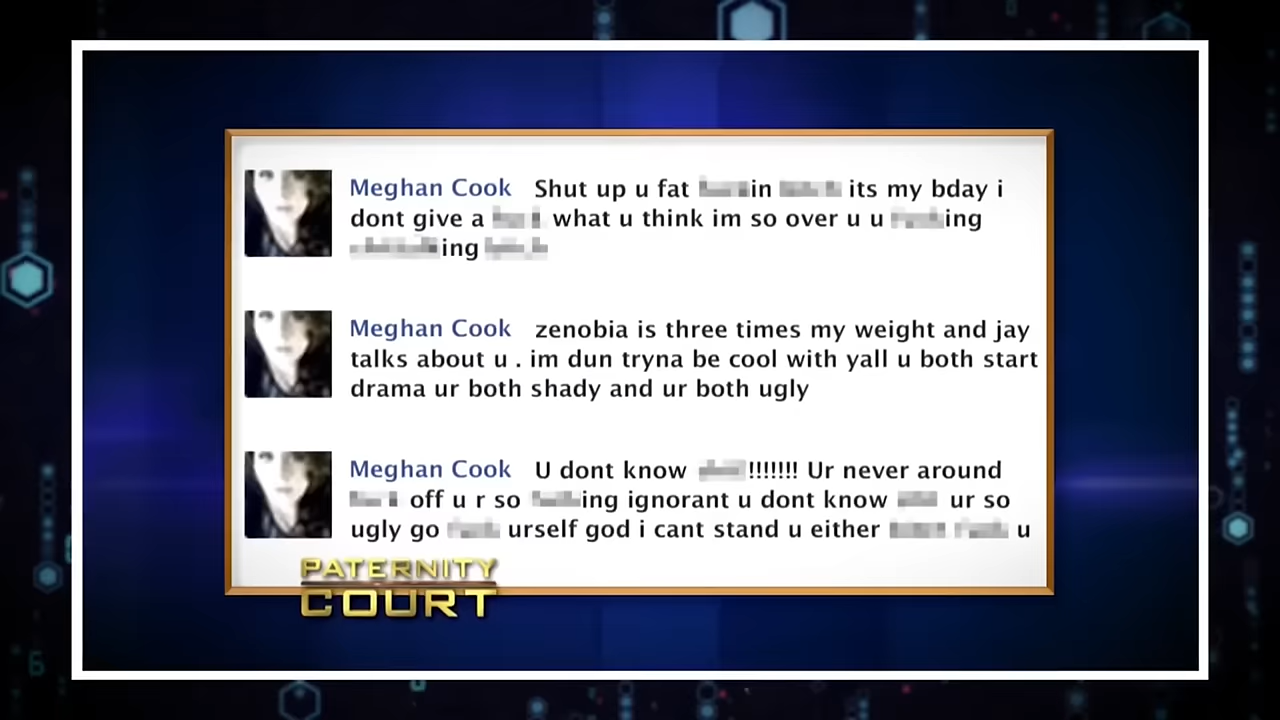 Meghan Cook Shut up u fat in its my bday i
dont give a what u think im so over u u ing
ing
Meghan Cook zenobia is three times my weight and jay
talks about u . im dun tryna be cool with yall u both start
drama ur both shady and ur both ugly
Meghan Cook U dont know !!!!!!! Ur never around
off u r so ing ignorant u dont know ur so
ugly go urself god i cant stand u either u
PATERNITY
COURT